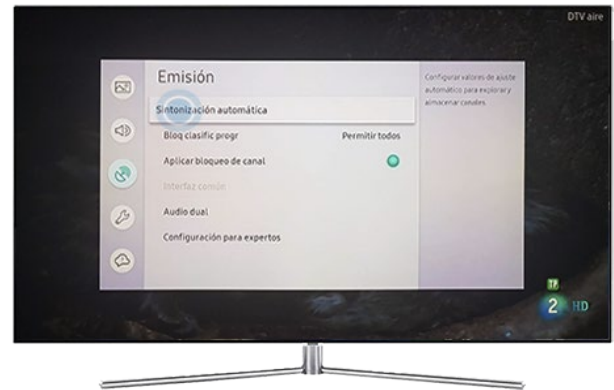 DTV aire
Emisión
Sintonización automática
Bloq clasific progr Permitir todos
Aplicar bloqueo de canal
Interfaz común
Audio dual
Configuración para expertos
Configurar valores de ajuste
automático para explorar y
almacenar canales.
TP
2 HD